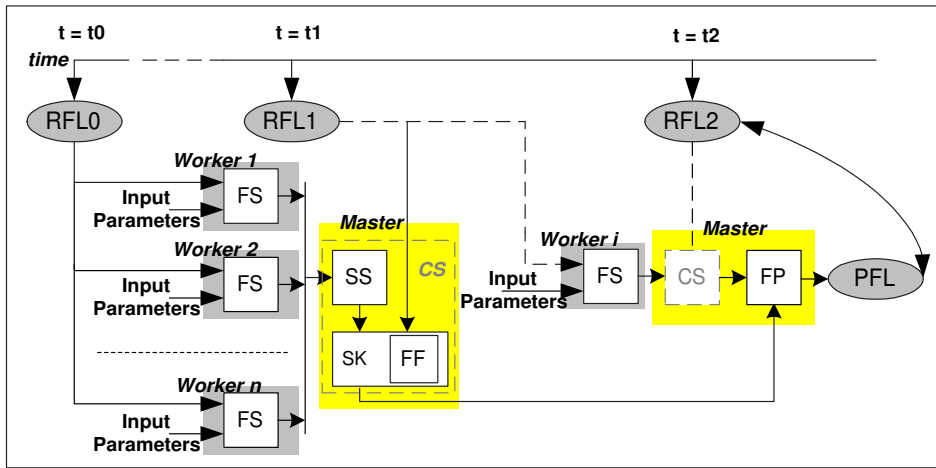 t = t0
t = t1
t = t2
time
RFL0
RFL1
RFL2
Worker 1
FS
Input
Parameters
Master
Worker 2
FS
Input
Parameters
SS
CS
SK
FF
Worker i
FS
Input
Parameters
Master
CS
FP
PFL
Worker n
FS
Input
Parameters